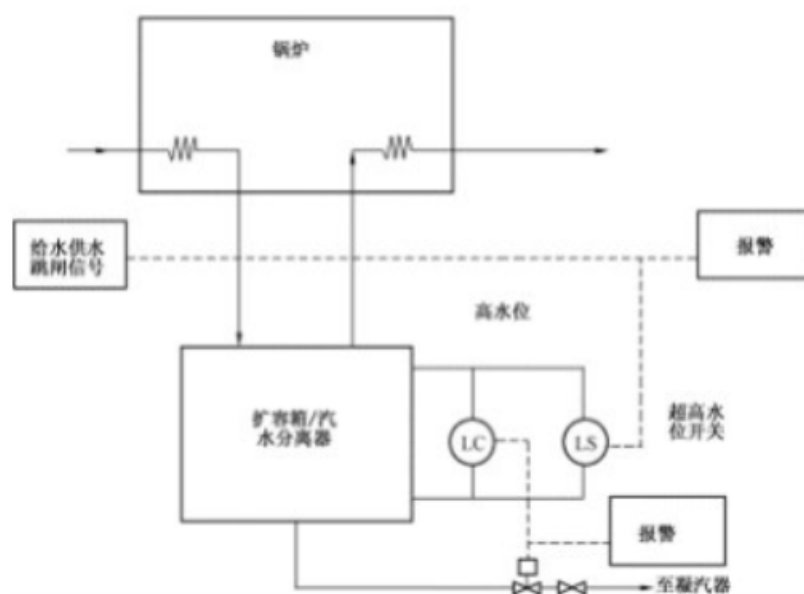 锅炉
给水供水
跳闸信号
报警
高水位
扩容箱/汽
水分离器
LC
LS
超高水
位开关
报警
至凝汽器